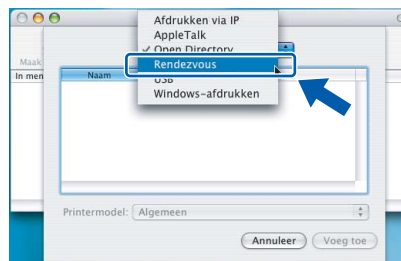 Afdrukken via IP
AppleTalk
✓ Open Directory
Rendezvous
USB
Windows-afdrukken
Maak
In men
Naam
Printermodel: Algemeen
Annuleer
Voeg toe